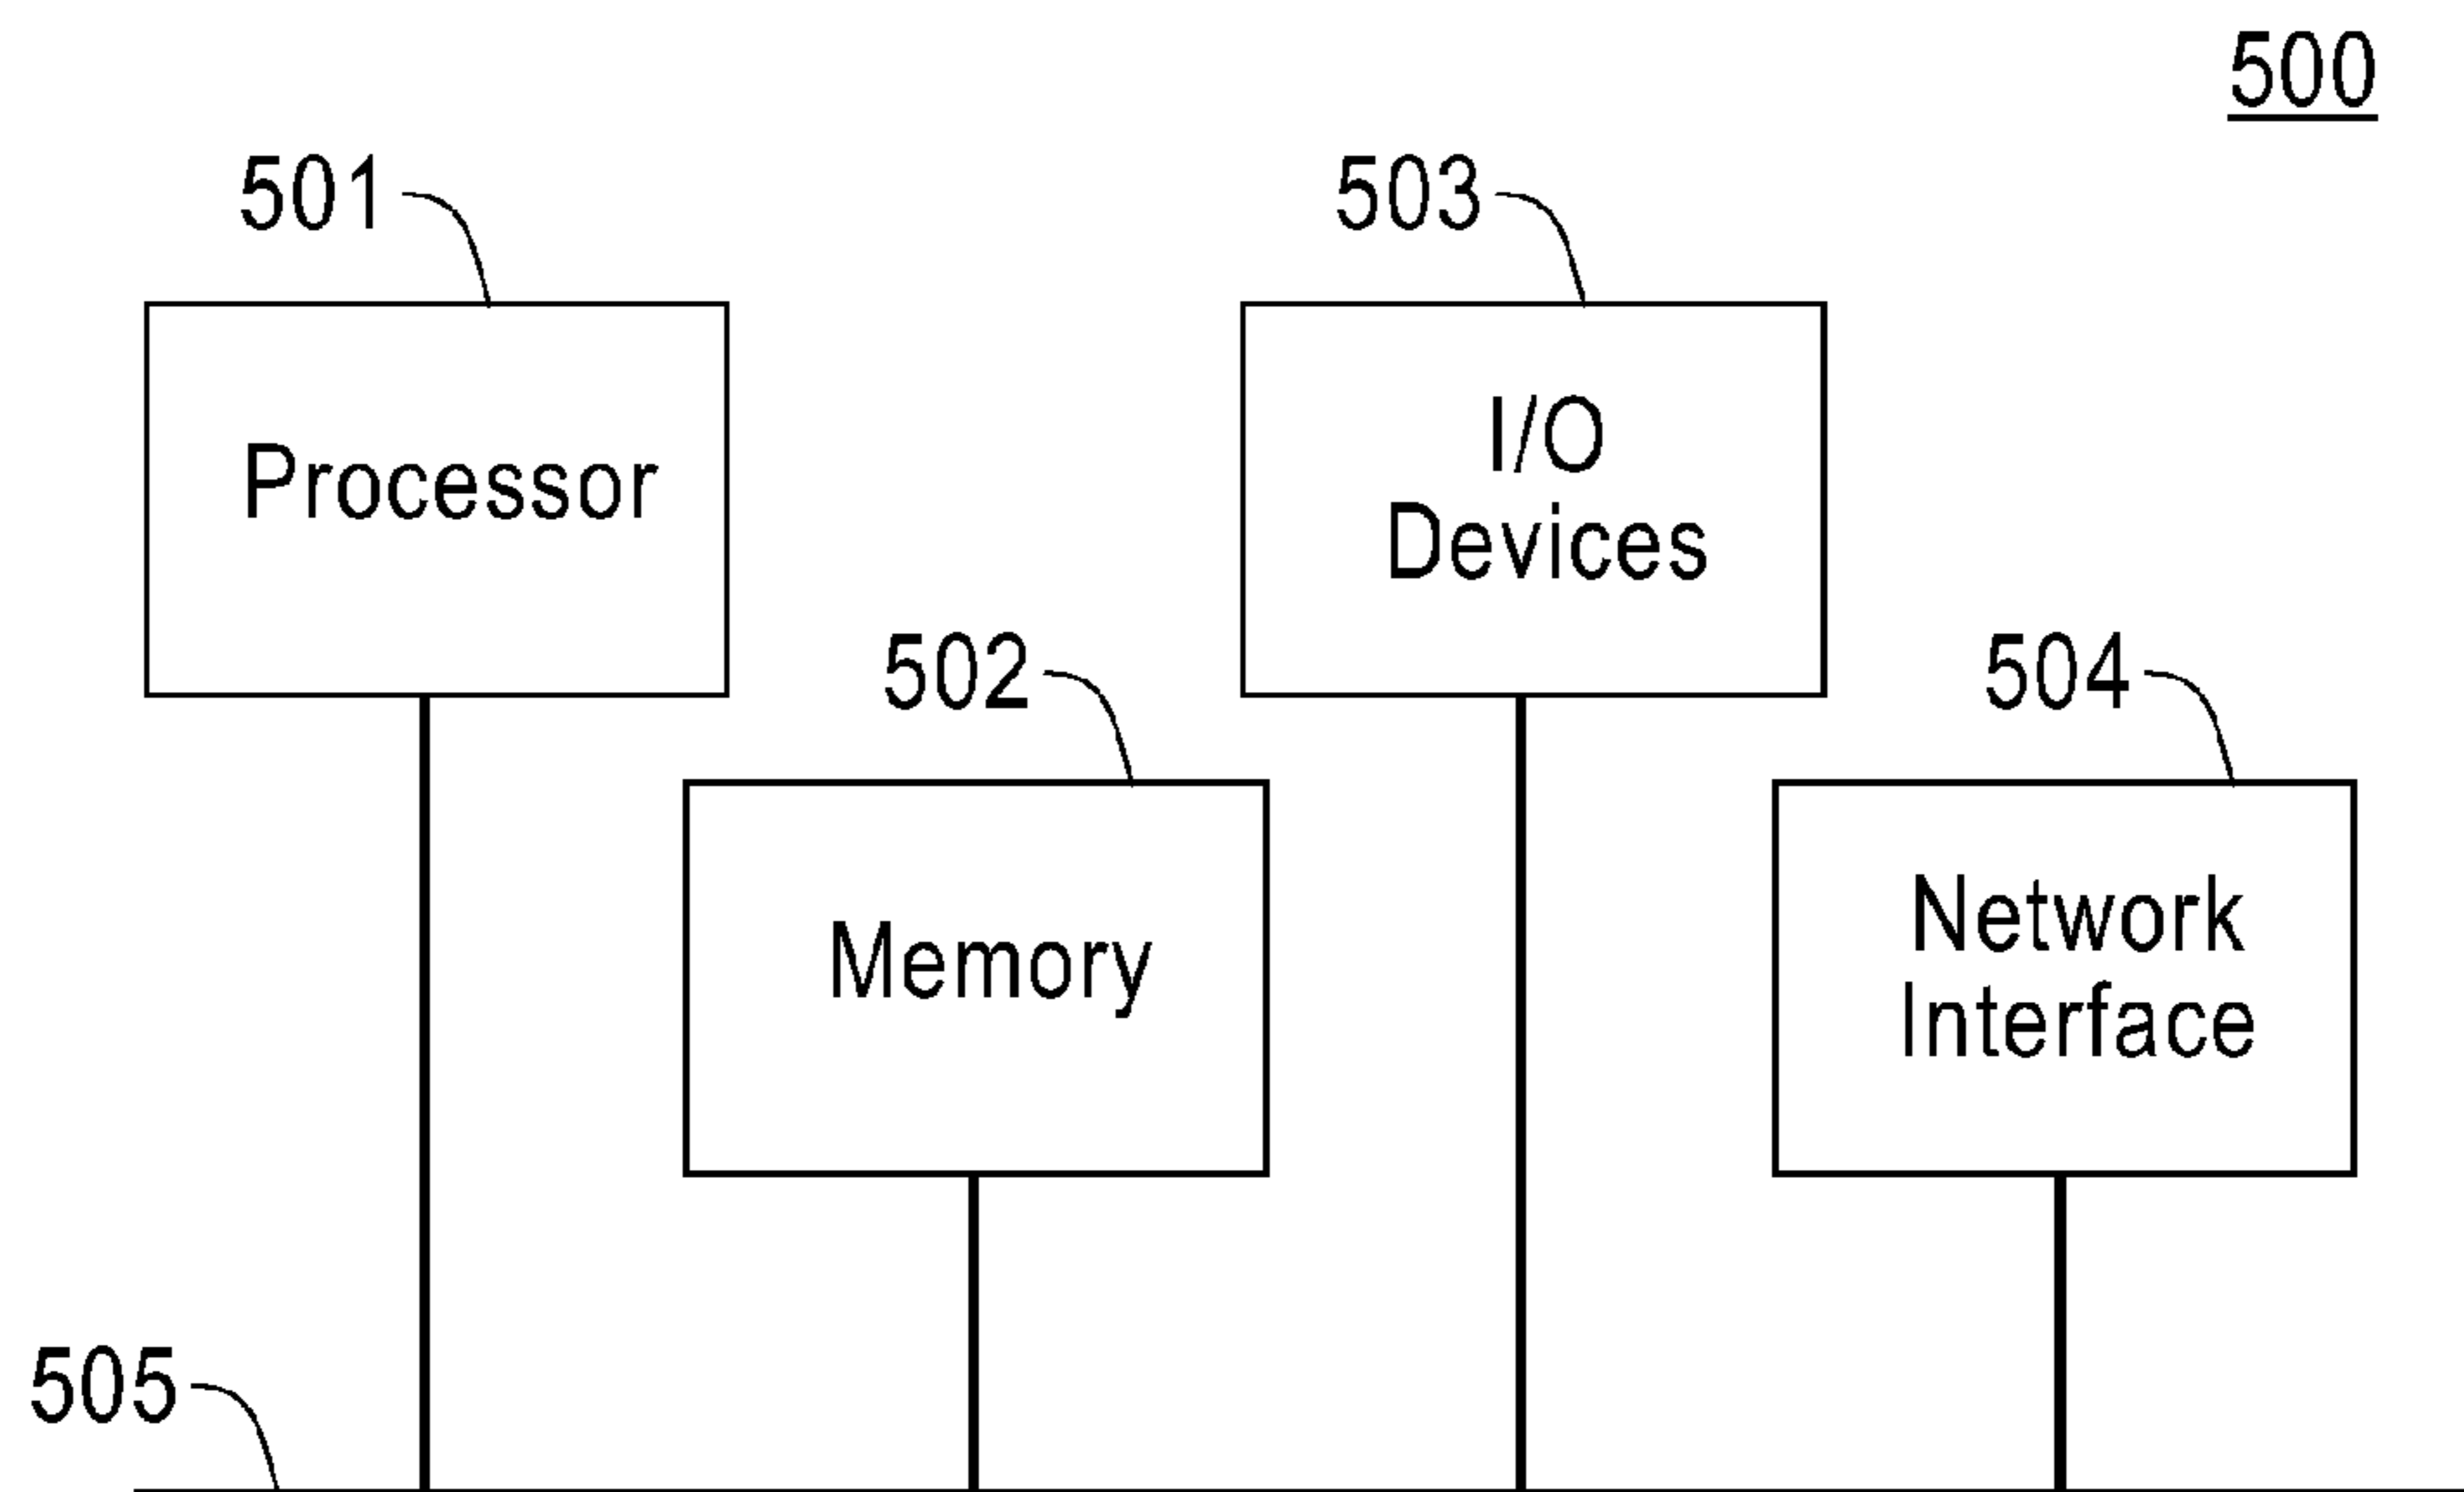 500
501
503
Processor
I/O
Devices
502
504
Memory
Network
Interface
505